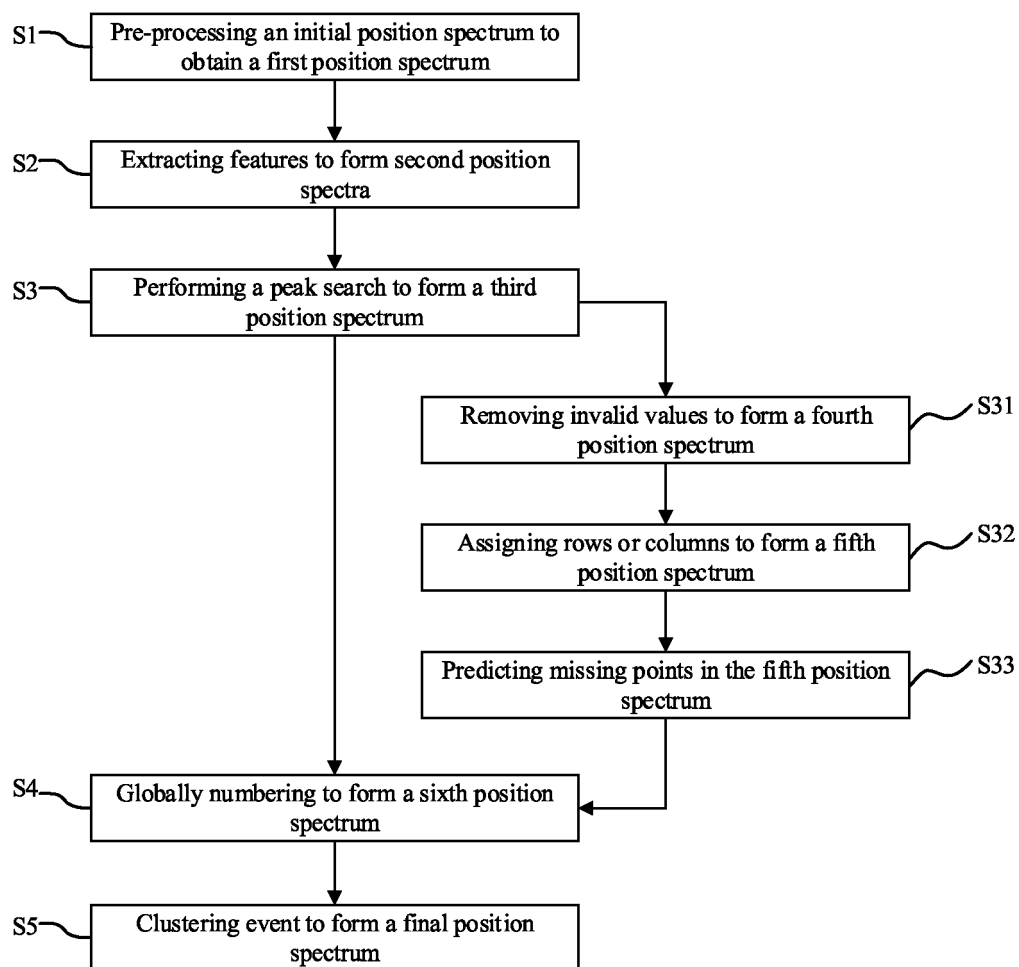 S1
Pre-processing an initial position spectrum to
obtain a first position spectrum
S2
Extracting features to form second position
spectra
S3
Performing a peak search to form a third
position spectrum
Removing invalid values to form a fourth
position spectrum
S31
Assigning rows or columns to form a fifth
position spectrum
S32
Predicting missing points in the fifth position
spectrum
S33
S4
Globally numbering to form a sixth position
spectrum
S5
Clustering event to form a final position
spectrum